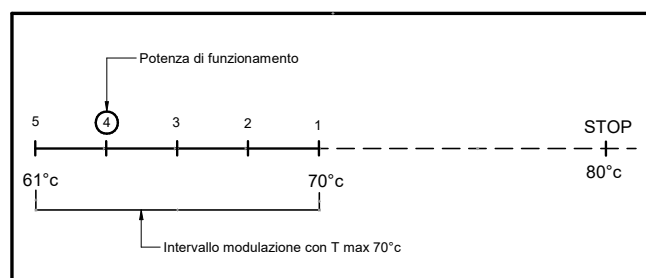 Potenza di funzionamento
5 4 3 2 1 STOP
61°c 70°c 80°c
Intervallo modulazione con T max 70°c